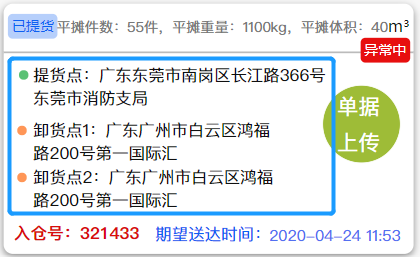 已提货 平摊件数：55件，平摊重量：1100kg，平摊体积：40m³
异常中
提货点：广东东莞市南岗区长江路366号
东莞市消防支局
卸货点1：广东广州市白云区鸿福
路200号第一国际汇
卸货点2：广东广州市白云区鸿福
路200号第一国际汇
单据
上传
入仓号：321433 期望送达时间：2020-04-24 11:53